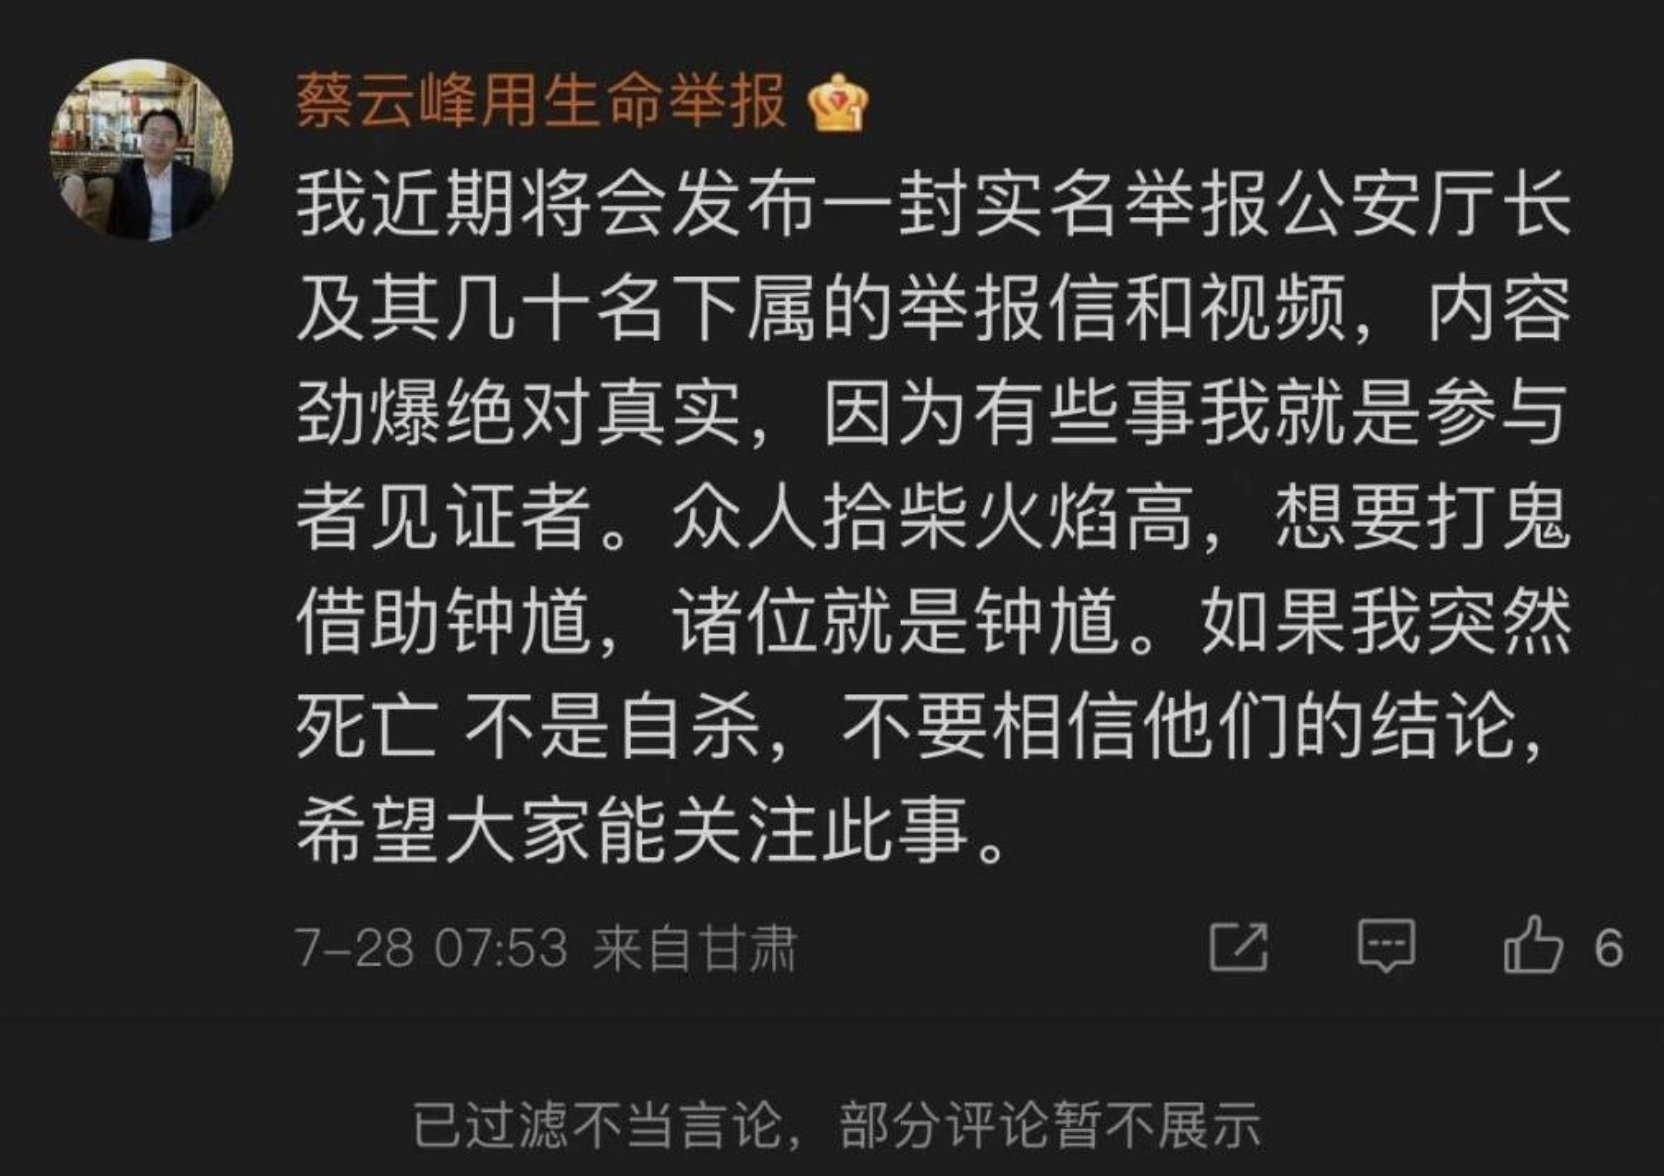 蔡云峰用生命举报
我近期将会发布一封实名举报公安厅长
及其几十名下属的举报信和视频，内容
劲爆绝对真实，因为有些事我就是参与
者见证者。众人拾柴火焰高，想要打鬼
借助钟馗，诸位就是钟馗。如果我突然
死亡 不是自杀，不要相信他们的结论，
希望大家能关注此事。
7-28 07:53 来自甘肃 6
已过滤不当言论，部分评论暂不展示